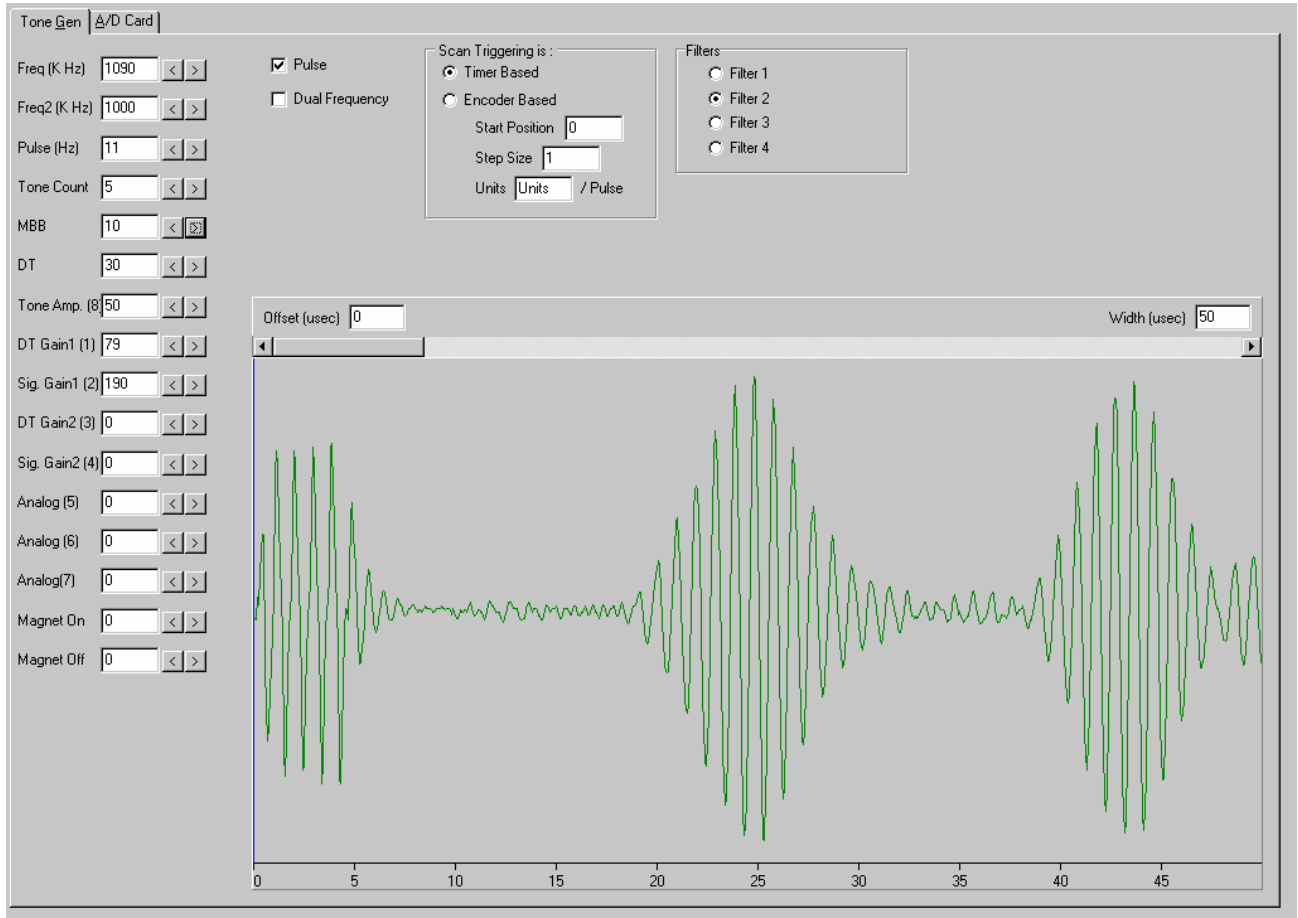 Tone Gen A/D Card
Freq (K Hz) 1090 < >
Freq2 (K Hz) 1000 < >
Pulse (Hz) 11 < >
Tone Count 5 < >
MBB 10 < >
DT 30 < >
Tone Amp. (8) 50 < >
DT Gain1 (1) 79 < >
Sig. Gain1 (2) 190 < >
DT Gain2 (3) 0 < >
Sig. Gain2 (4) 0 < >
Analog (5) 0 < >
Analog (6) 0 < >
Analog(7) 0 < >
Magnet On 0 < >
Magnet Off 0 < >
Pulse
Dual Frequency
Scan Triggering is :
Timer Based
Encoder Based
Start Position 0
Step Size 1
Units Units / Pulse
Filters
Filter 1
Filter 2
Filter 3
Filter 4
Offset (usec) 0
Width (usec) 50
0 5 10 15 20 25 30 35 40 45